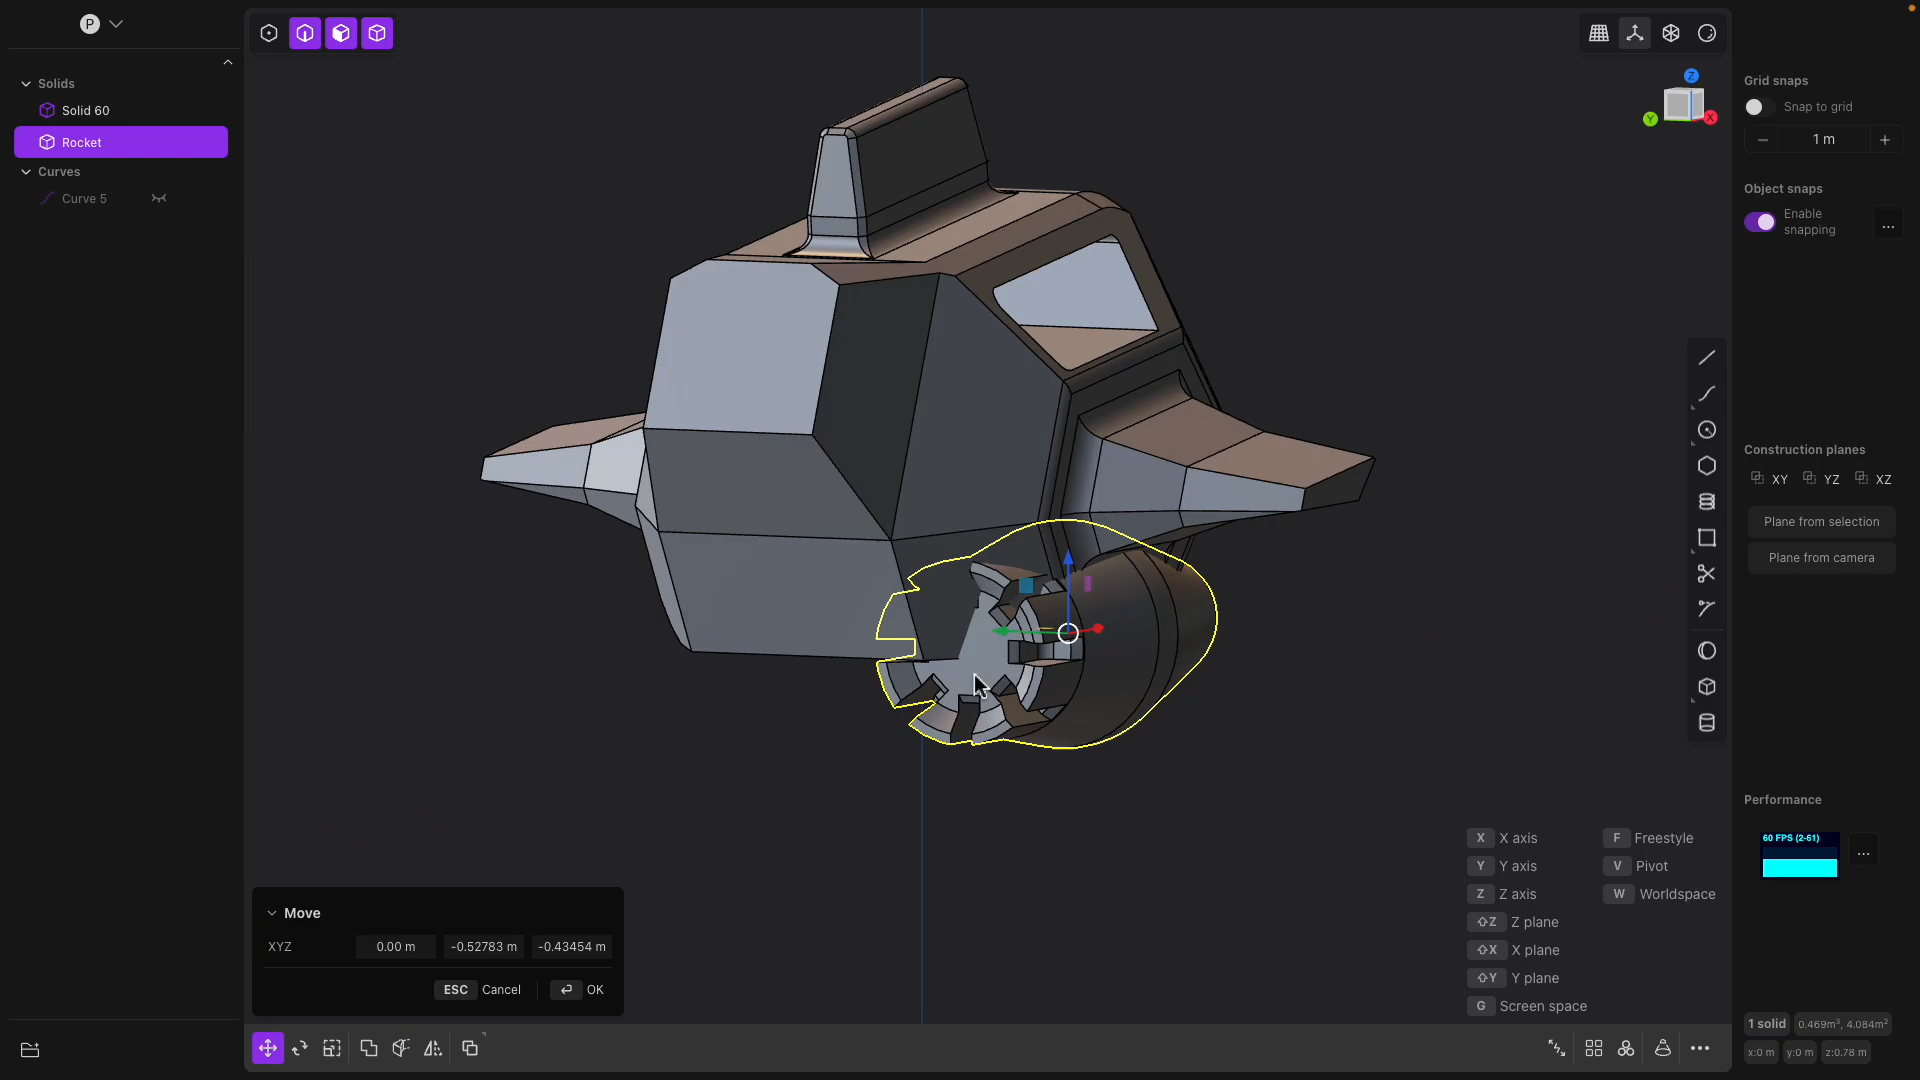 P
Solids
Solid 60
Rocket
Curves
Curve 5
Z
Y
X
Grid snaps
Snap to grid
1 m
Object snaps
Enable
snapping
...
Construction planes
XY YZ XZ
Plane from selection
Plane from camera
Performance
60 FPS (2-61)
...
X X axis
F Freestyle
Y Y axis
V Pivot
Z Z axis
W Worldspace
⇧Z Z plane
⇧X X plane
⇧Y Y plane
G Screen space
Move
XYZ 0.00 m -0.52783 m -0.43454 m
ESC Cancel OK
1 solid 0.469m³, 4.084m²
x:0 m y:0 m z:0.78 m